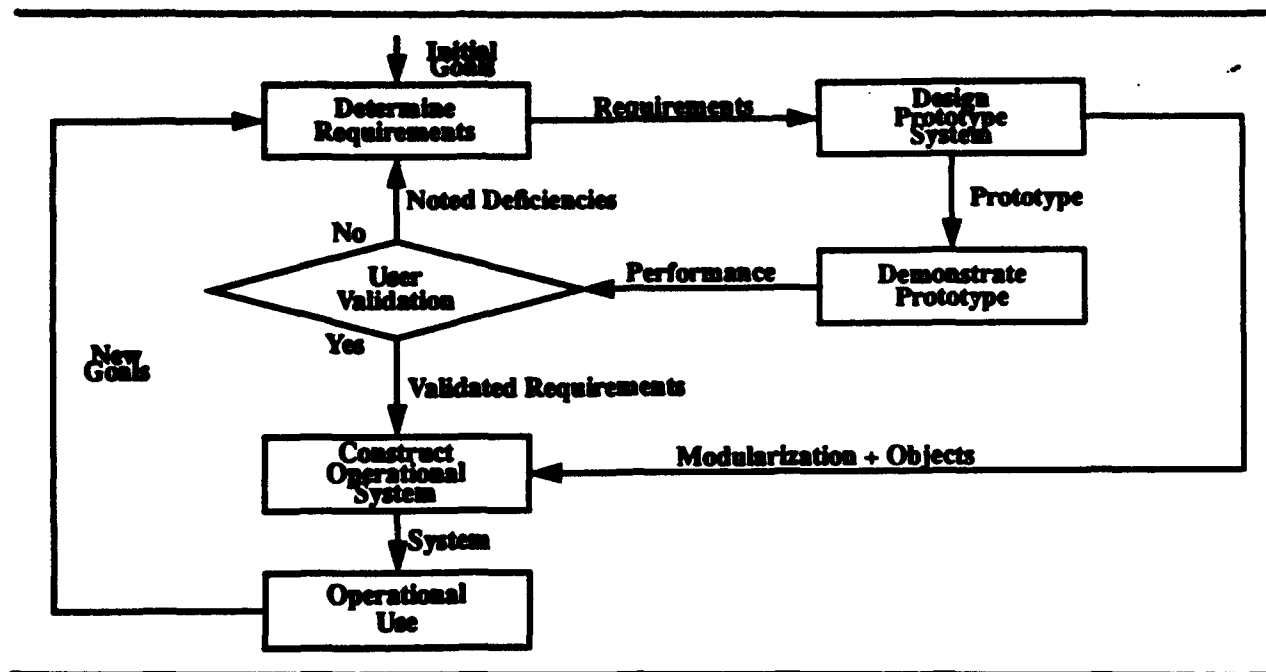 Initial
Goals
Determine
Requirements
Requirements
Design
Prototype
System
Noted Deficiencies
Prototype
No
User
Validation
Performance
Demonstrate
Prototype
Yes
New
Goals
Validated Requirements
Construct
Operational
System
Modularization + Objects
System
Operational
Use